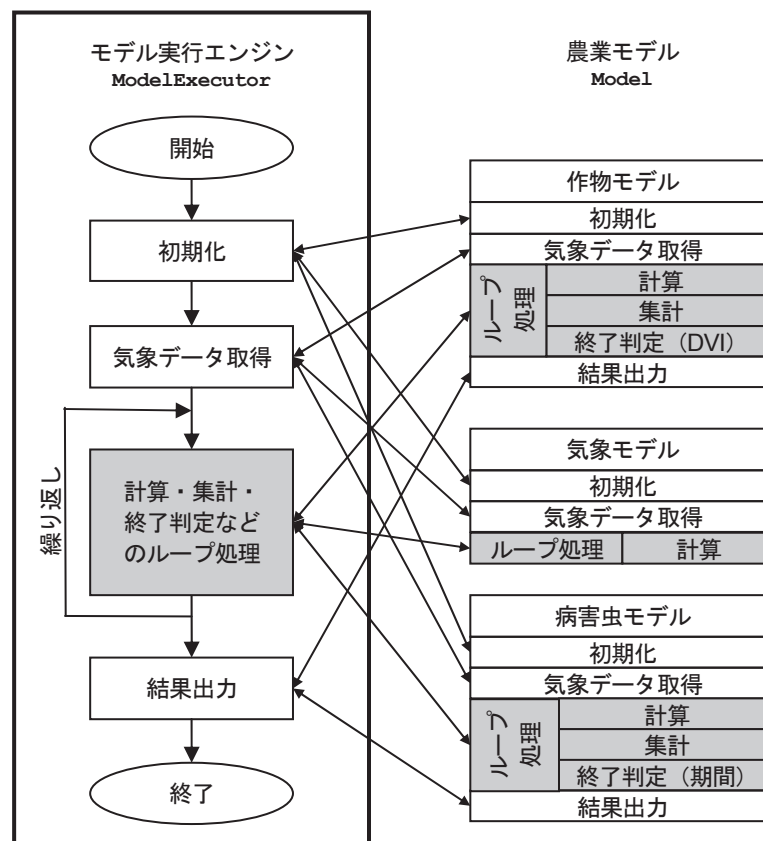 モデル実行エンジン
ModelExecutor
開始
初期化
気象データ取得
繰り返し
計算・集計・
終了判定など
のループ処理
結果出力
終了
農業モデル
Model
作物モデル
初期化
気象データ取得
ループ
処理
計算
集計
終了判定（DVI）
結果出力
気象モデル
初期化
気象データ取得
ループ処理
計算
病害虫モデル
初期化
気象データ取得
ループ
処理
計算
集計
終了判定（期間）
結果出力